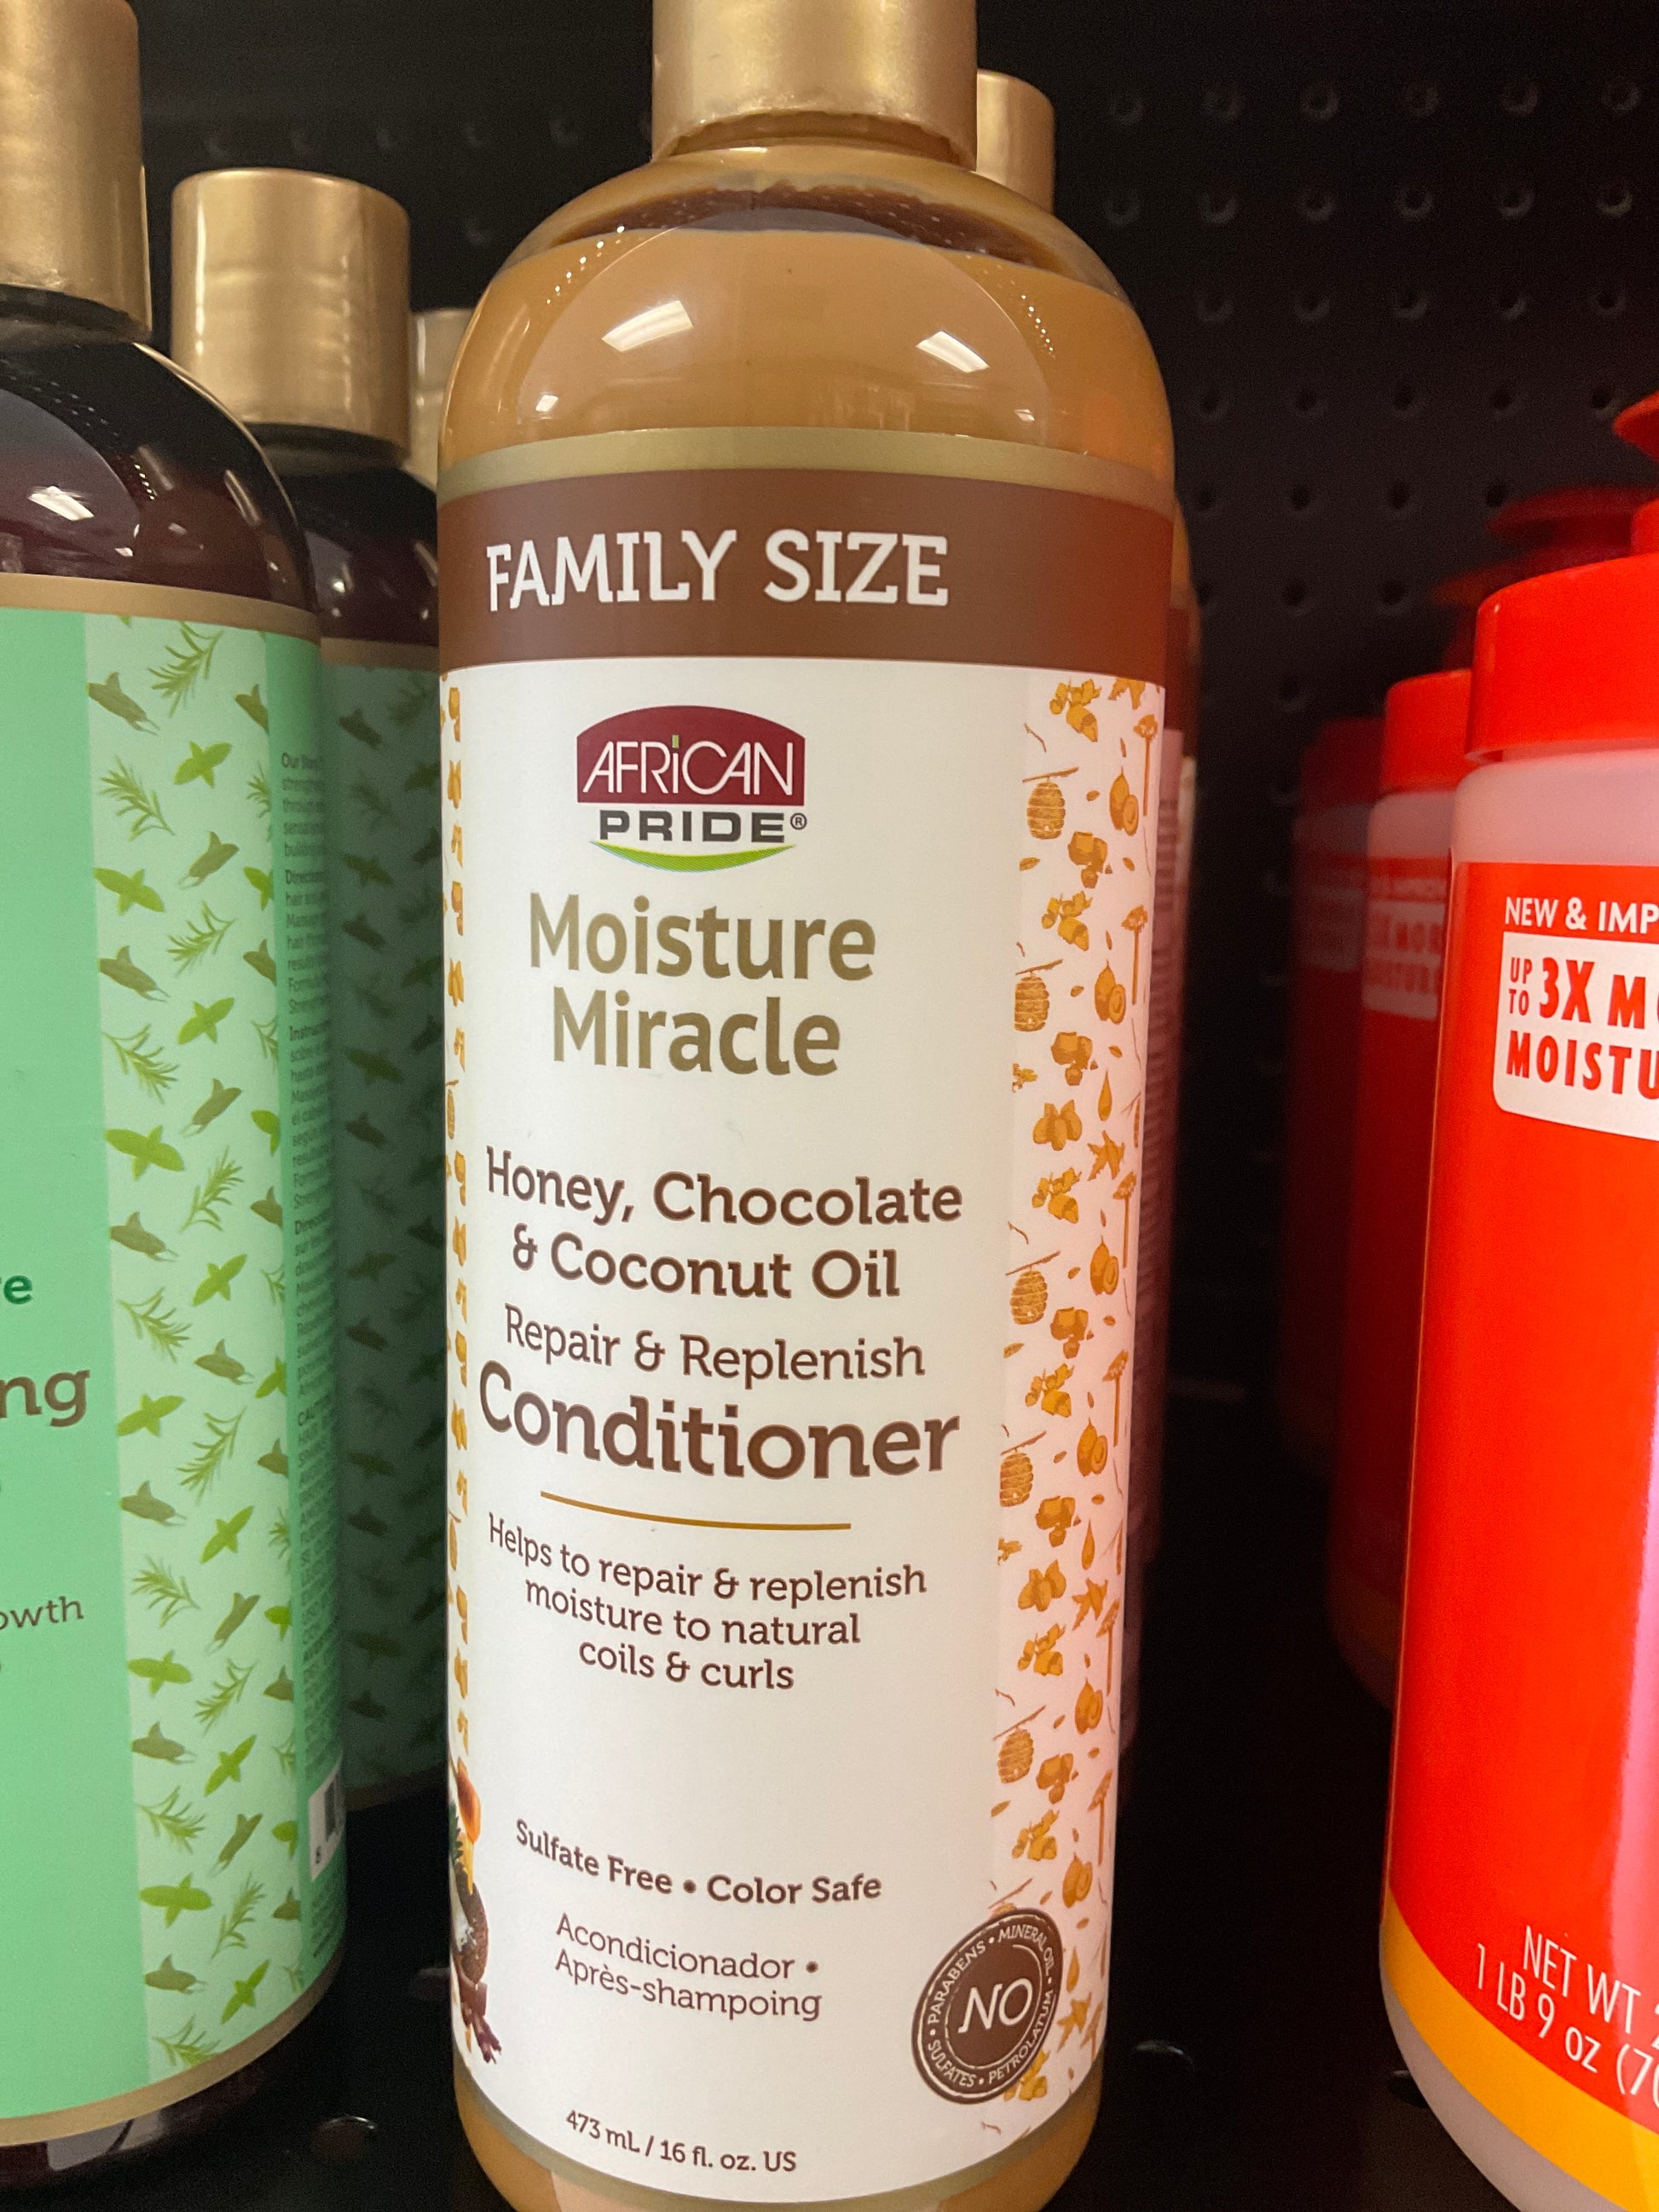 FAMILY SIZE
AFRiCAN
PRIDE®
Moisture
Miracle
Honey, Chocolate
& Coconut Oil
Repair & Replenish
Conditioner
Helps to repair & replenish
moisture to natural
coils & curls
Sulfate Free • Color Safe
Acondicionador •
Après-shampoing
NO
• PARABENS • MINERAL OIL • PETROLATUM • SULFATES
473 mL / 16 fl. oz. US
NEW &
UP
TO 3X
NET WT
1 LB 9 oz